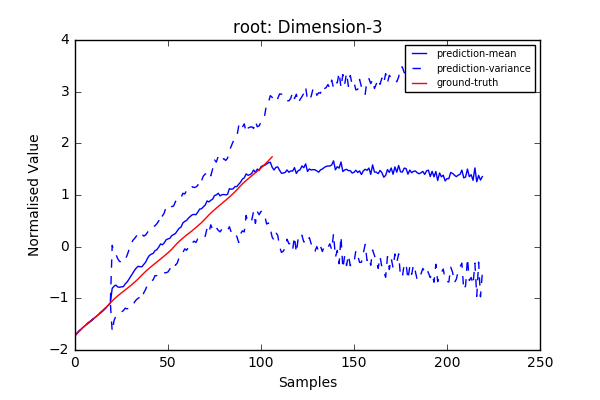 root: Dimension-3
4
3
2
1
0
−1
−2
Normalised Value
0
50
100
150
200
250
Samples
prediction-mean
prediction-variance
ground-truth